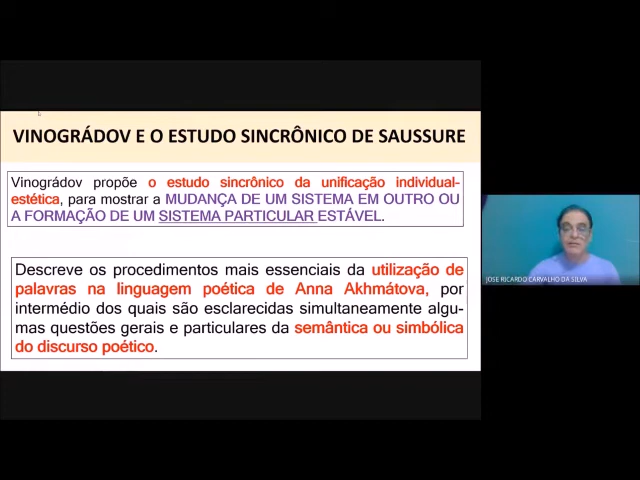 VINOGRÁDOV E O ESTUDO SINCRÔNICO DE SAUSSURE
Vinográdov propõe o estudo sincrônico da unificação individual-
estética, para mostrar a MUDANÇA DE UM SISTEMA EM OUTRO OU
A FORMAÇÃO DE UM SISTEMA PARTICULAR ESTÁVEL.
Descreve os procedimentos mais essenciais da utilização de
palavras na linguagem poética de Anna Akhmátova, por
intermédio dos quais são esclarecidas simultaneamente algu-
mas questões gerais e particulares da semântica ou simbólica
do discurso poético.
JOSE RICARDO CARVALHO DA SILVA